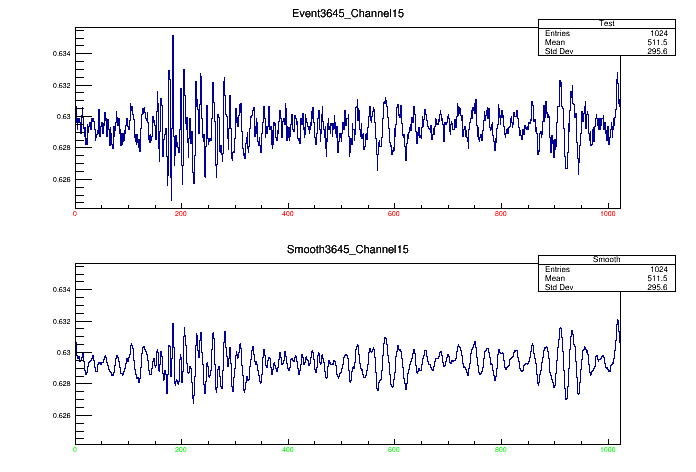 Event3645_Channel15
Test
Entries 1024
Mean 511.5
Std Dev 295.6
0.634
0.632
0.63
0.628
0.626
0 200 400 600 800 1000
Smooth3645_Channel15
Smooth
Entries 1024
Mean 511.5
Std Dev 295.6
0.634
0.632
0.63
0.628
0.626
0 200 400 600 800 1000